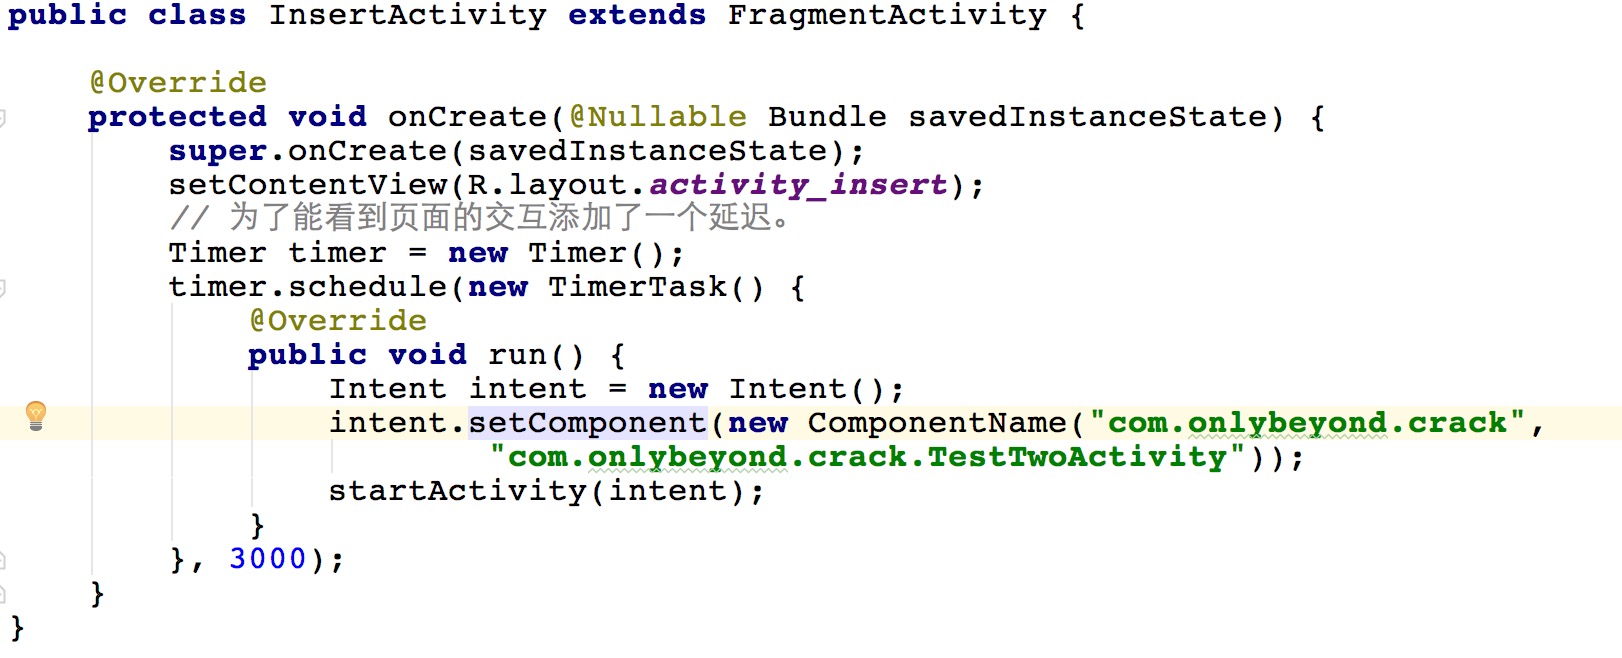 public class InsertActivity extends FragmentActivity {
@Override
protected void onCreate(@Nullable Bundle savedInstanceState) {
super.onCreate(savedInstanceState);
setContentView(R.layout.activity_insert);
// 为了能看到页面的交互添加了一个延迟。
Timer timer = new Timer();
timer.schedule(new TimerTask() {
@Override
public void run() {
Intent intent = new Intent();
intent.setComponent(new ComponentName("com.onlybeyond.crack",
"com.onlybeyond.crack.TestTwoActivity"));
startActivity(intent);
}
}, 3000);
}
}